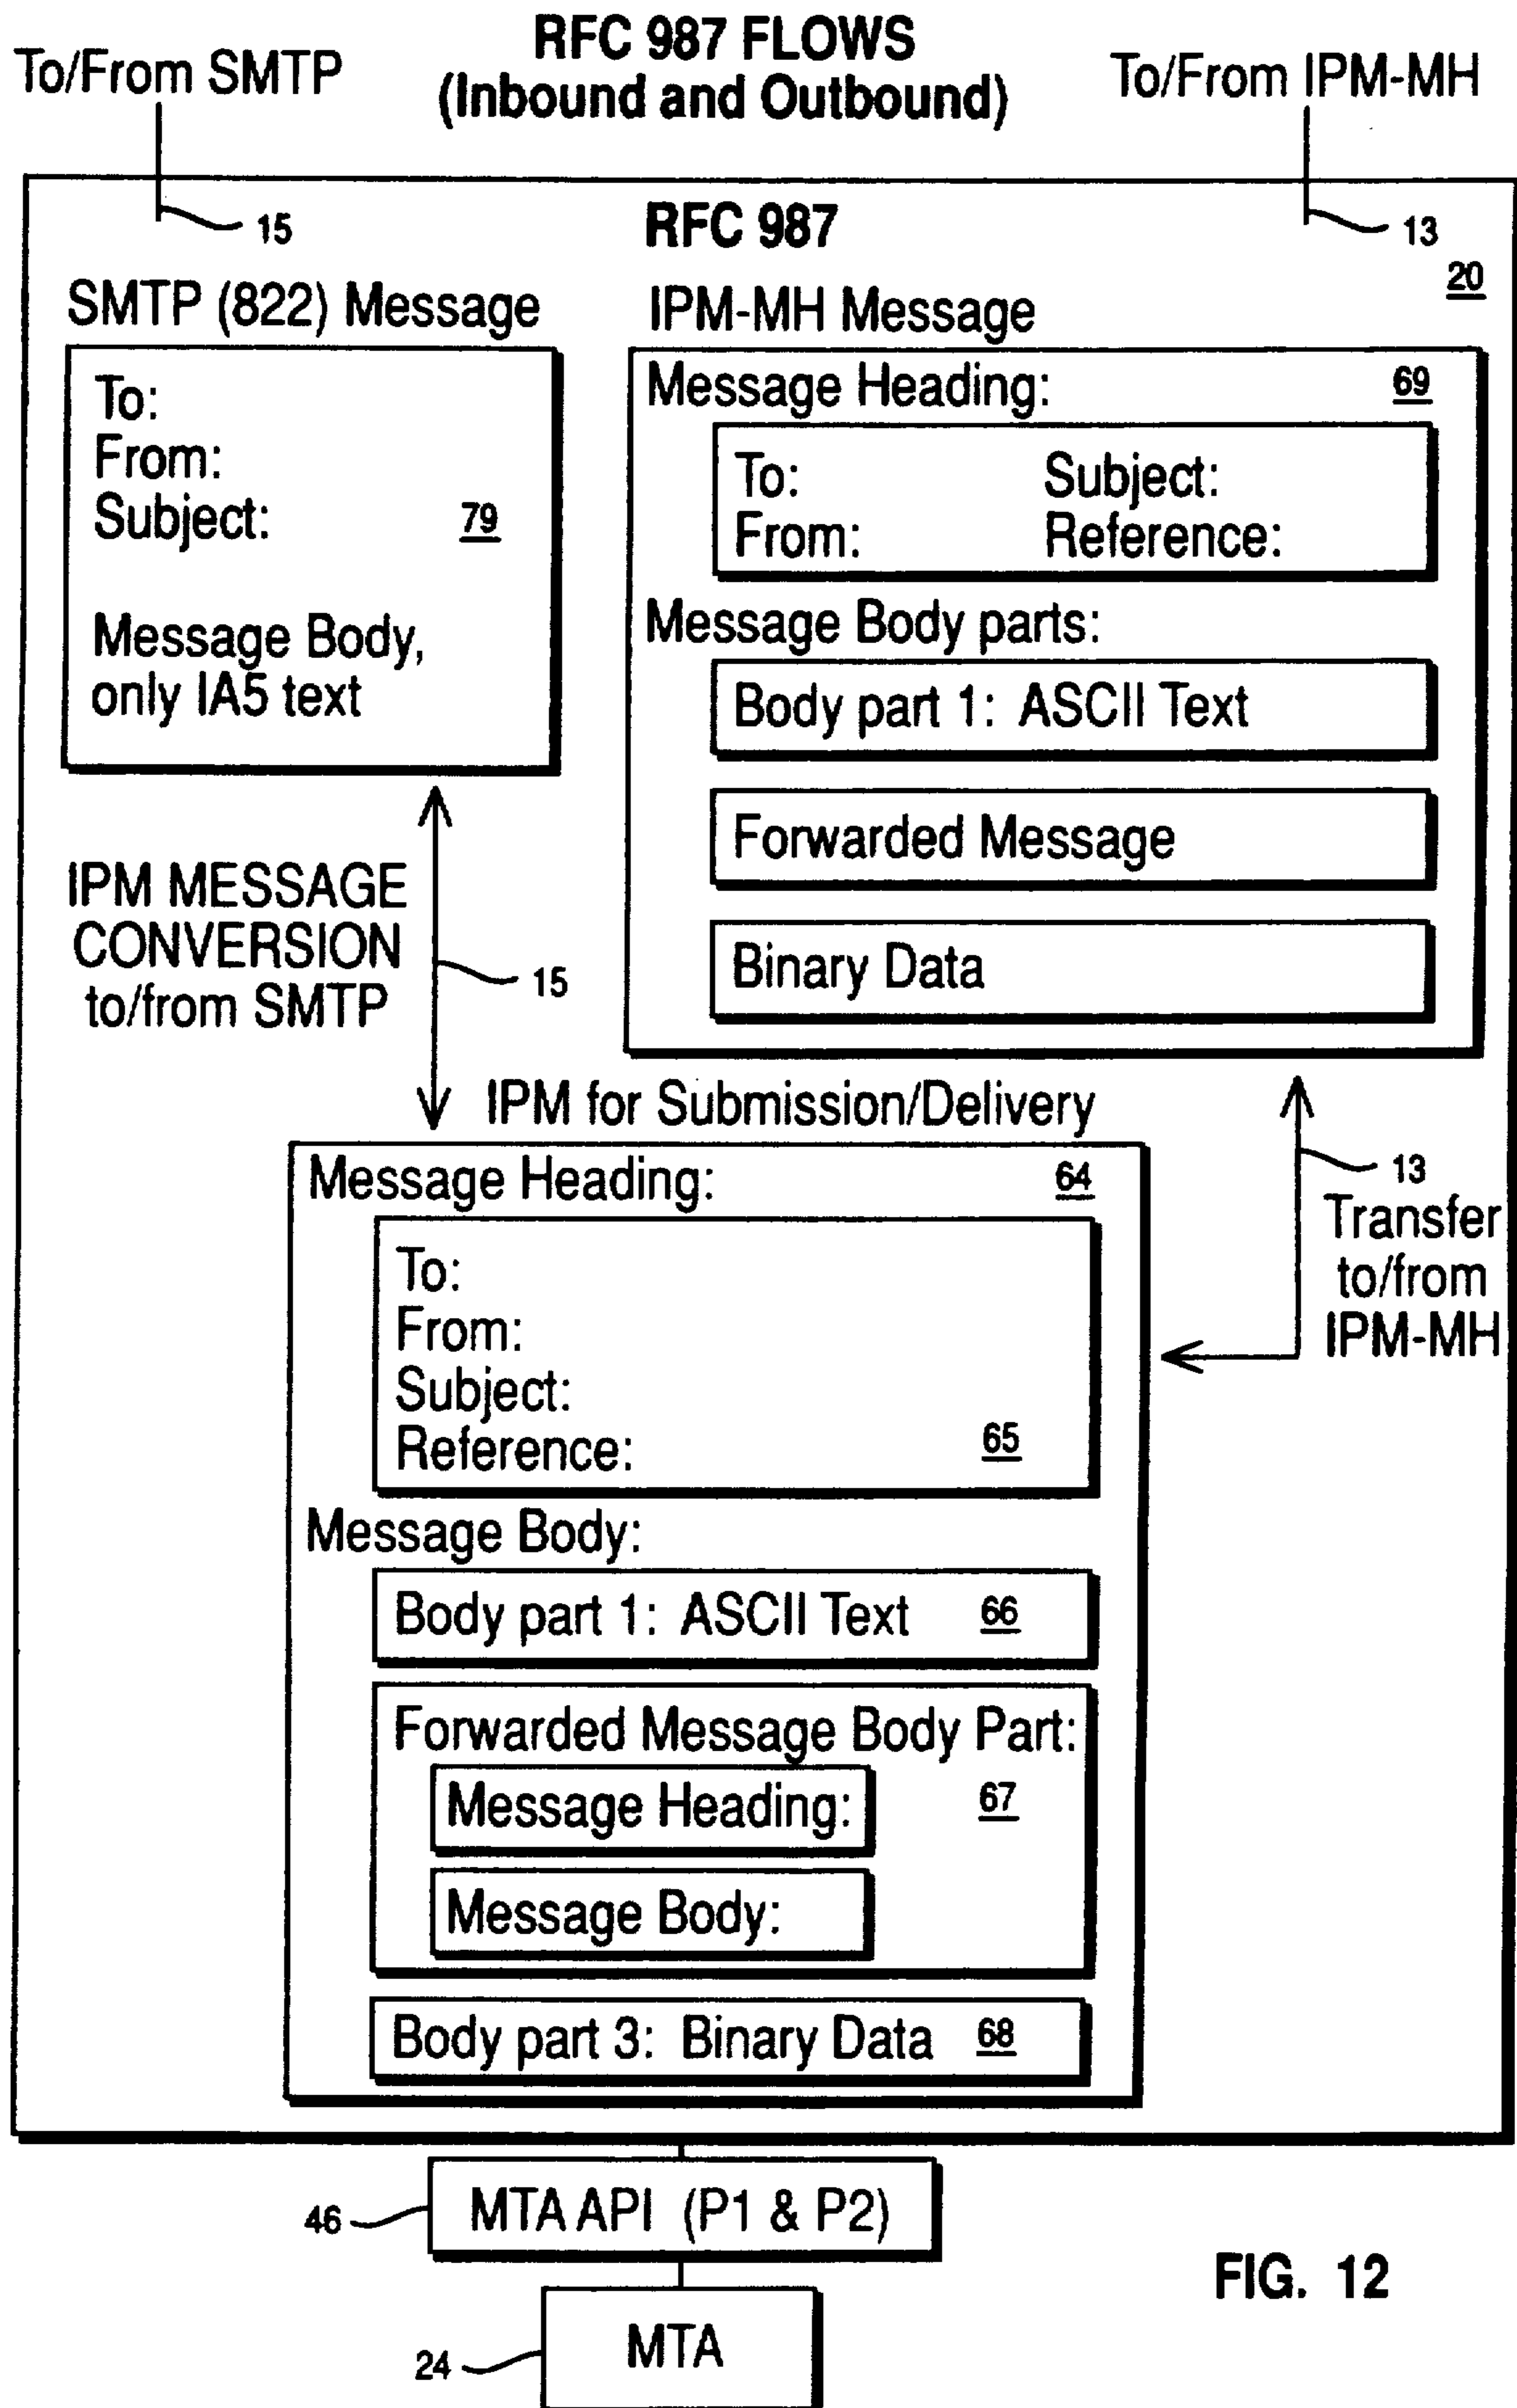 RFC 987 FLOWS
(Inbound and Outbound)
To/From SMTP
To/From IPM-MH
15
13
RFC 987
20
SMTP (822) Message
To:
From:
Subject:
79
Message Body,
only IA5 text
IPM-MH Message
Message Heading:
69
To:
Subject:
From:
Reference:
Message Body parts:
Body part 1: ASCII Text
Forwarded Message
Binary Data
IPM MESSAGE
CONVERSION
to/from SMTP
15
13
Transfer
to/from
IPM-MH
IPM for Submission/Delivery
Message Heading:
64
To:
From:
Subject:
Reference:
65
Message Body:
Body part 1: ASCII Text 66
Forwarded Message Body Part:
Message Heading:
67
Message Body:
Body part 3: Binary Data 68
46
MTA API (P1 & P2)
24
MTA
FIG. 12